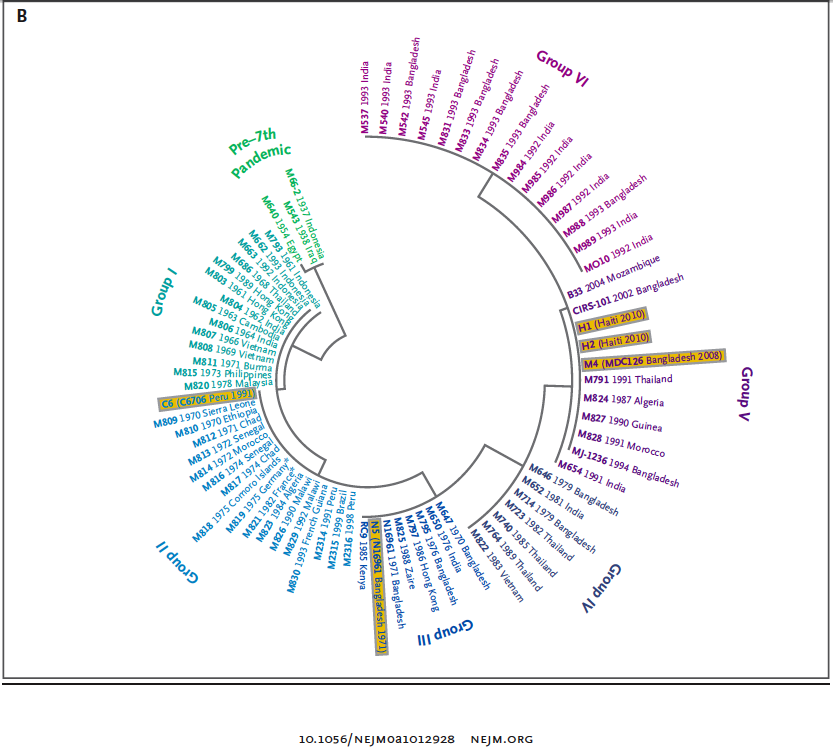 B
Pre–7th
Pandemic
M66-2 1937 Indonesia
M543 1938 Iraq
M640 1954 Egypt
Group I
M793 1961 Indonesia
M662 1993 Indonesia
M663 1992 Indonesia
M686 1968 Thailand
M799 1989 Hong Kong
M803 1961 Hong Kong
M804 1962 India
M805 1963 Cambodia
M806 1964 India
M807 1966 Vietnam
M808 1969 Vietnam
M811 1971 Burma
M815 1973 Philippines
M820 1978 Malaysia
C6 (C6706 Peru 1991)
M809 1970 Sierra Leone
M810 1970 Ethiopia
M812 1971 Chad
M813 1972 Senegal
M814 1972 Morocco
M816 1974 Senegal
M817 1974 Chad
M818 1975 Comoro Islands
M819 1975 Germany*
M821 1982 France*
M823 1984 Algeria
M826 1990 Malawi
M829 1992 Malawi
M830 1993 French Guiana
M2314 1991 Peru
M2315 1999 Brazil
M2316 1998 Peru
Group II
RC9 1985 Kenya
N5 (N16961 Bangladesh 1971)
N16961 1971 Bangladesh
M825 1988 Zaire
M797 1986 Hong Kong
M795 1976 Bangladesh
M650 1976 India
M647 1970 Bangladesh
Group III
M822 1983 Vietnam
M764 1989 Thailand
M740 1985 Thailand
M723 1982 Thailand
M714 1979 Bangladesh
M652 1981 India
M646 1979 Bangladesh
Group IV
M654 1991 India
MJ-1236 1994 Bangladesh
M828 1991 Morocco
M827 1990 Guinea
M824 1987 Algeria
M791 1991 Thailand
M4 (MDC126 Bangladesh 2008)
H2 (Haiti 2010)
H1 (Haiti 2010)
CIRS-101 2002 Bangladesh
B33 2004 Mozambique
Group V
MO10 1992 India
M989 1993 India
M988 1993 Bangladesh
M987 1992 India
M986 1992 India
M985 1992 India
M984 1992 India
M835 1993 Bangladesh
M834 1993 Bangladesh
M833 1993 Bangladesh
M831 1993 Bangladesh
M545 1993 India
M542 1993 Bangladesh
M540 1993 India
M537 1993 India
Group VI
10.1056/NEJMoa1012928 NEJM.ORG